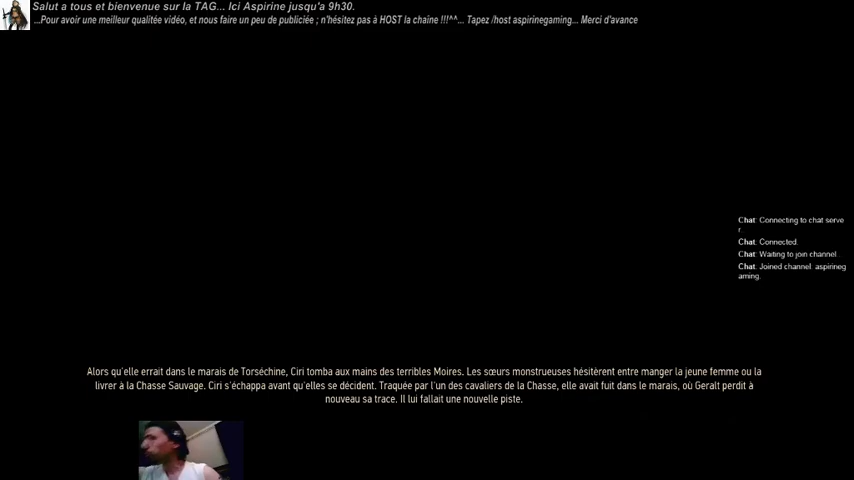 Salut a tous et bienvenue sur la TAG... Ici Aspirine jusqu'a 9h30.
...Pour avoir une meilleur qualitée vidéo, et nous faire un peu de publiciée ; n'hésitez pas à HOST la chaîne !!!^^... Tapez /host aspirinegaming... Merci d'avance
Chat: Connecting to chat serve
r.
Chat: Connected.
Chat: Waiting to join channel...
Chat: Joined channel: aspirineg
aming.
Alors qu'elle errait dans le marais de Torséchine, Ciri tomba aux mains des terribles Moires. Les sœurs monstrueuses hésitèrent entre manger la jeune femme ou la
livrer à la Chasse Sauvage. Ciri s'échappa avant qu'elles se décident. Traquée par l'un des cavaliers de la Chasse, elle avait fuit dans le marais, où Geralt perdit à
nouveau sa trace. Il lui fallait une nouvelle piste.